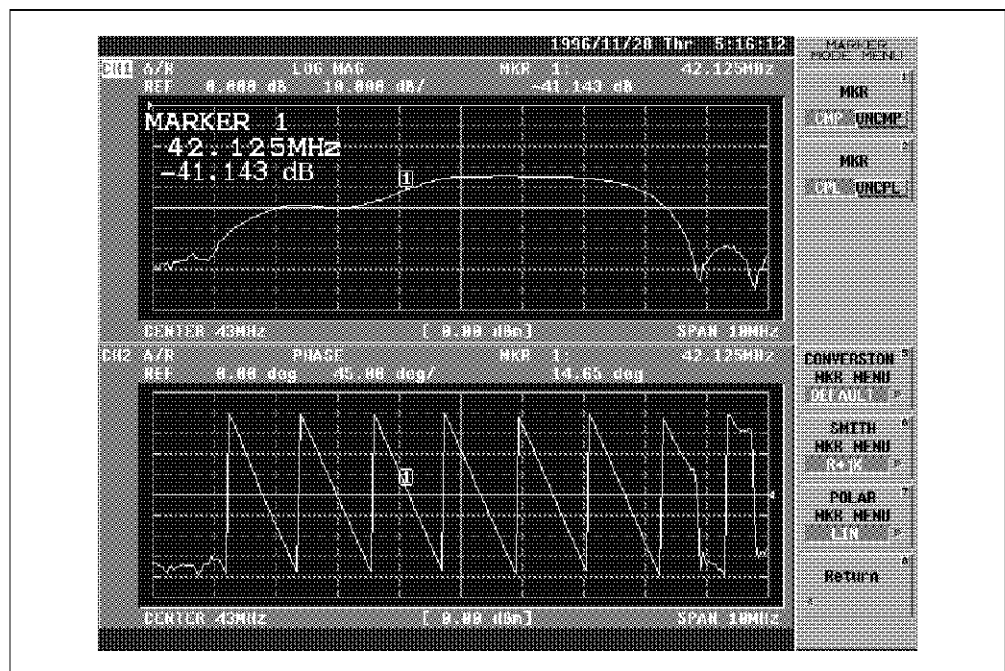 1996/11/28 Thr 5:16:12
CH1 A/R LOG MAG MKR 1: 42.125MHz
REF 0.000 dB 10.000 dB/ -41.143 dB
MARKER 1
42.125MHz
-41.143 dB
1
CENTER 43MHz [ 0.00 dBm] SPAN 10MHz
CH2 A/R PHASE MKR 1: 42.125MHz
REF 0.00 deg 45.00 deg/ 14.65 deg
1
CENTER 43MHz [ 0.00 dBm] SPAN 10MHz
MARKER
MODE MENU
1
MKR
CMP UNCMP
2
MKR
CPL UNCPL
5
CONVERSION
MKR MENU
DEFAULT
6
SMITH
MKR MENU
R+jX
7
POLAR
MKR MENU
LIN
8
Return